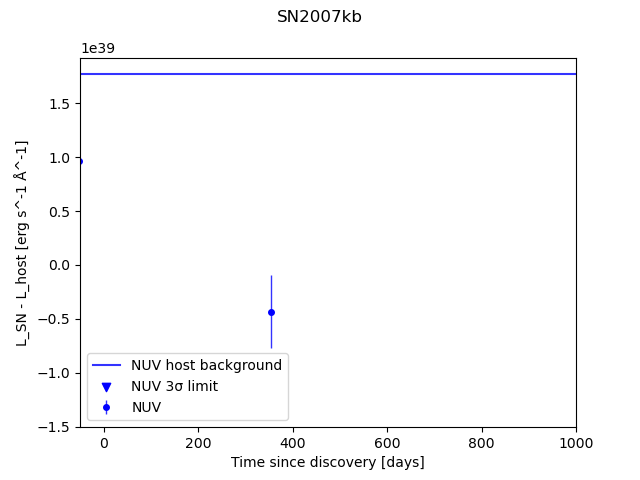 SN2007kb
1e39
1.5
1.0
0.5
0.0
−0.5
−1.0
−1.5
L_SN - L_host [erg s^-1 Å^-1]
NUV host background
NUV 3σ limit
NUV
0 200 400 600 800 1000
Time since discovery [days]